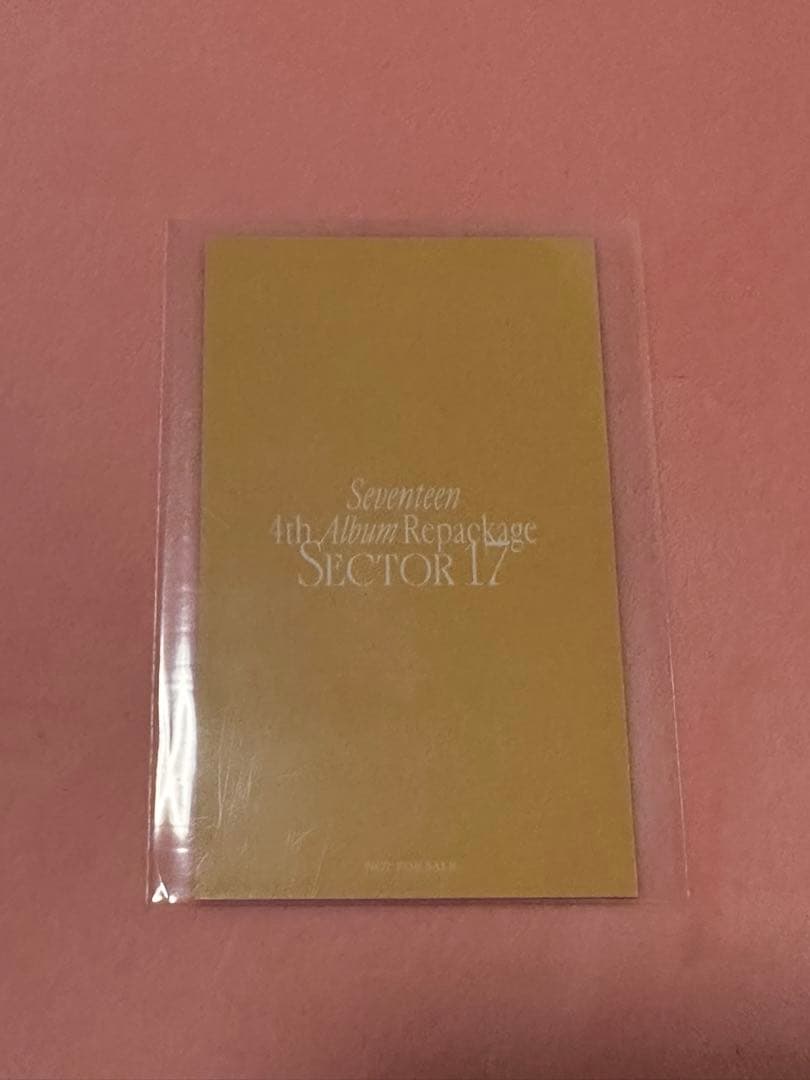 Seventeen
4th Album Repackage
SECTOR 17
NOT FOR SALE